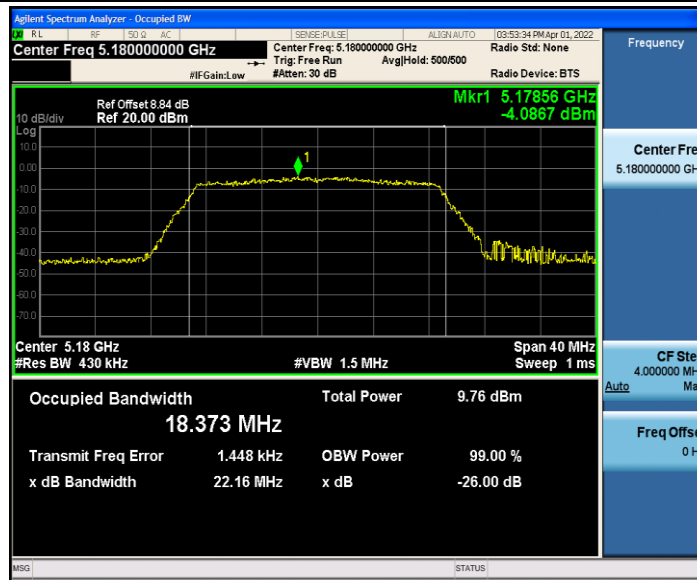 Agilent Spectrum Analyzer - Occupied BW
RL RF 50 Ω AC SENSE:PULSE ALIGN AUTO 03:53:34 PM Apr 01, 2022
Center Freq 5.180000000 GHz
Center Freq: 5.180000000 GHz
Radio Std: None
Trig: Free Run Avg|Hold: 500/500
#IFGain:Low #Atten: 30 dB Radio Device: BTS
Frequency
Ref Offset 8.84 dB
10 dB/div Ref 20.00 dBm
Mkr1 5.17856 GHz
-4.0867 dBm
Log
10.0
0.00
-10.0
-20.0
-30.0
-40.0
-50.0
-60.0
-70.0
1
Center 5.18 GHz Span 40 MHz
#Res BW 430 kHz #VBW 1.5 MHz Sweep 1 ms
Occupied Bandwidth Total Power 9.76 dBm
18.373 MHz
Transmit Freq Error 1.448 kHz OBW Power 99.00 %
x dB Bandwidth 22.16 MHz x dB -26.00 dB
Center Fre
5.180000000 GH
CF Ste
4.000000 MH
Auto Ma
Freq Offse
0 H
MSG STATUS